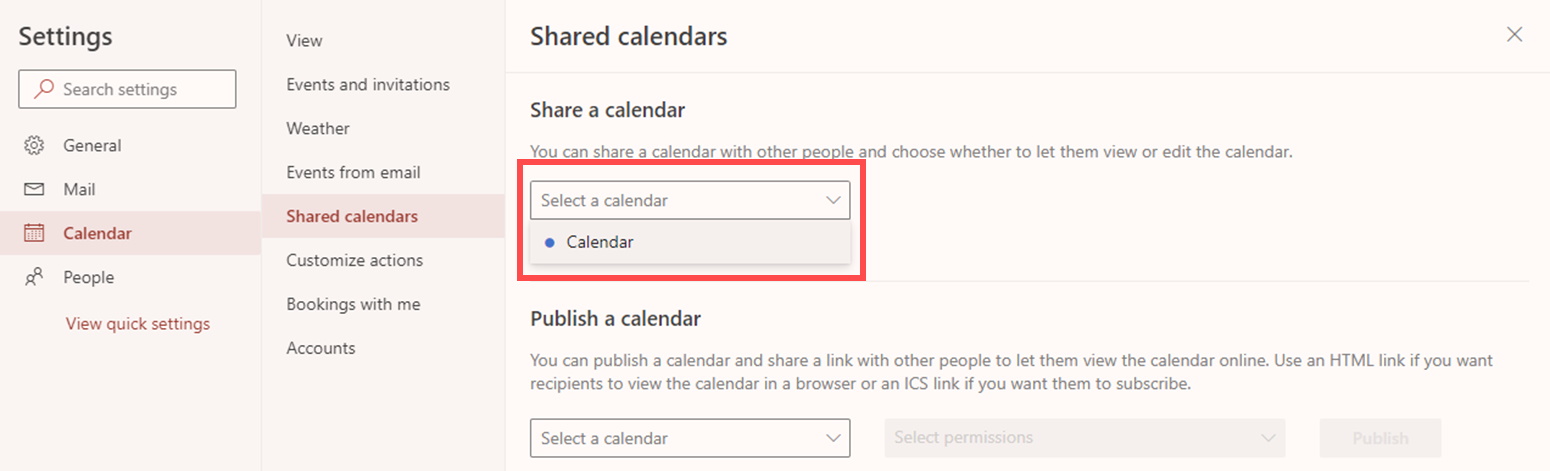 Settings
Search settings
General
Mail
Calendar
People
View quick settings
View
Events and invitations
Weather
Events from email
Shared calendars
Customize actions
Bookings with me
Accounts
Shared calendars
Share a calendar
You can share a calendar with other people and choose whether to let them view or edit the calendar.
Select a calendar
Calendar
Publish a calendar
You can publish a calendar and share a link with other people to let them view the calendar online. Use an HTML link if you want
recipients to view the calendar in a browser or an ICS link if you want them to subscribe.
Select a calendar
Select permissions
Publish